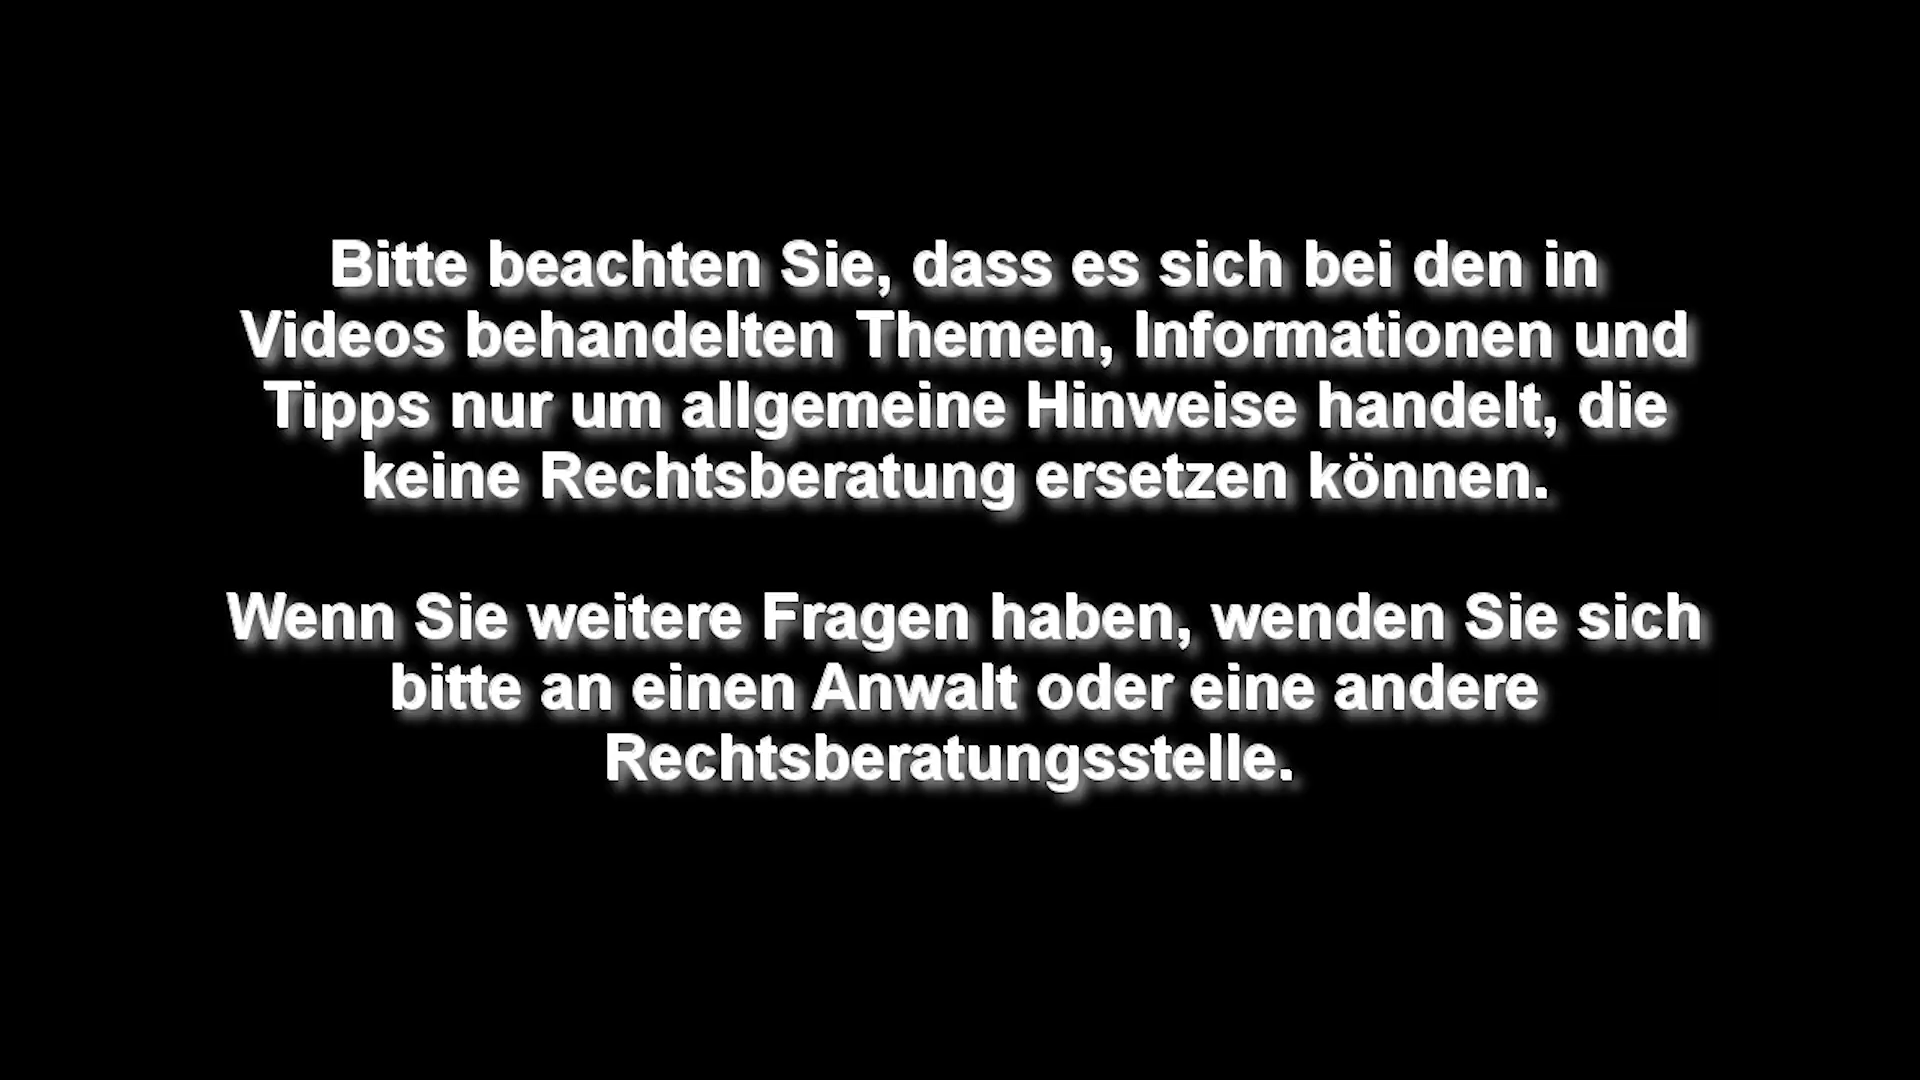 Bitte beachten Sie, dass es sich bei den in
Videos behandelten Themen, Informationen und
Tipps nur um allgemeine Hinweise handelt, die
keine Rechtsberatung ersetzen können.
Wenn Sie weitere Fragen haben, wenden Sie sich
bitte an einen Anwalt oder eine andere
Rechtsberatungsstelle.